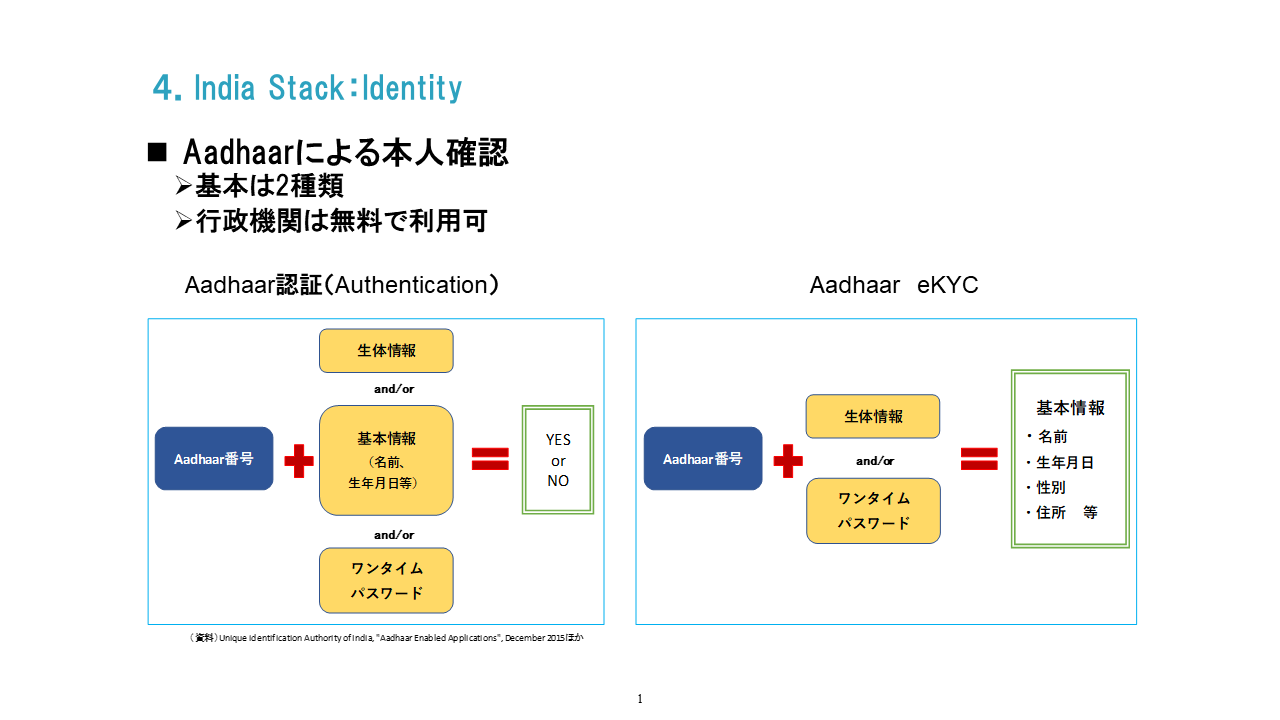 4. India Stack：Identity
■ Aadhaarによる本人確認
➢基本は2種類
➢行政機関は無料で利用可
Aadhaar認証（Authentication）
生体情報
and/or
Aadhaar番号
基本情報
（名前、
生年月日等）
YES
or
NO
and/or
ワンタイム
パスワード
（資料）Unique Identification Authority of India, "Aadhaar Enabled Applications", December 2015ほか
Aadhaar　eKYC
Aadhaar番号
生体情報
and/or
ワンタイム
パスワード
基本情報
・名前
・生年月日
・性別
・住所　等
1